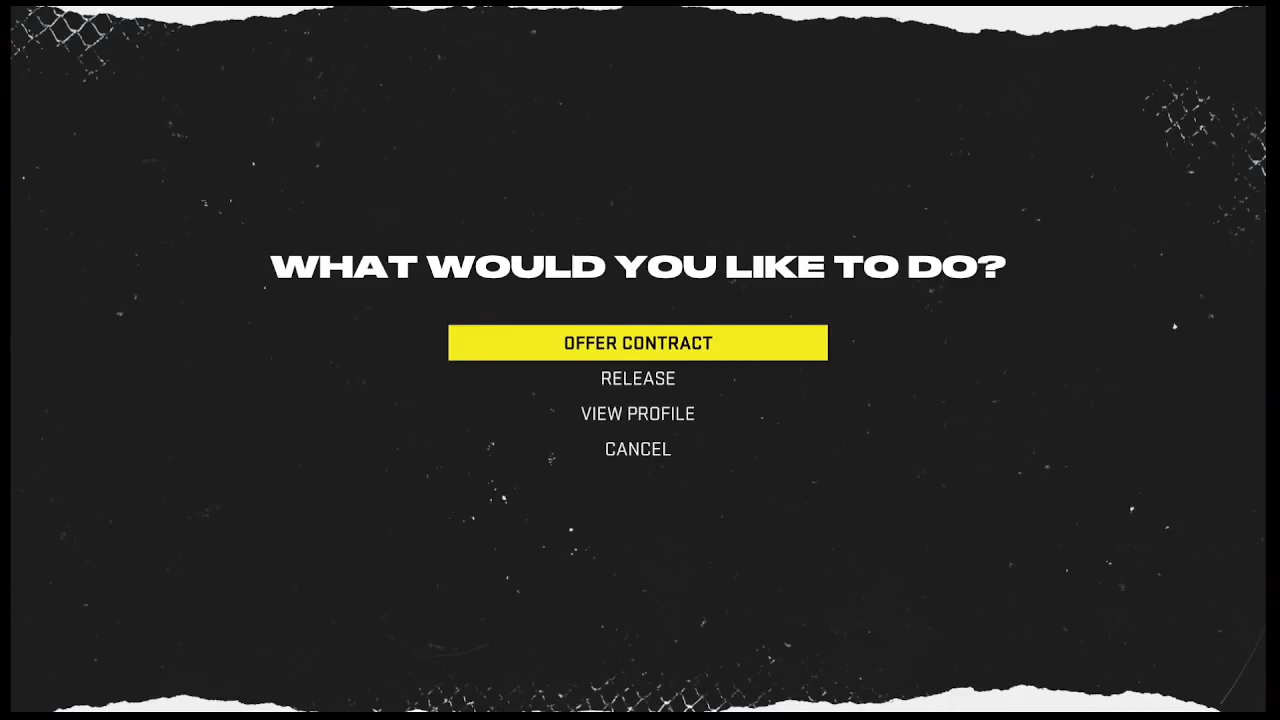 WHAT WOULD YOU LIKE TO DO?
OFFER CONTRACT
RELEASE
VIEW PROFILE
CANCEL